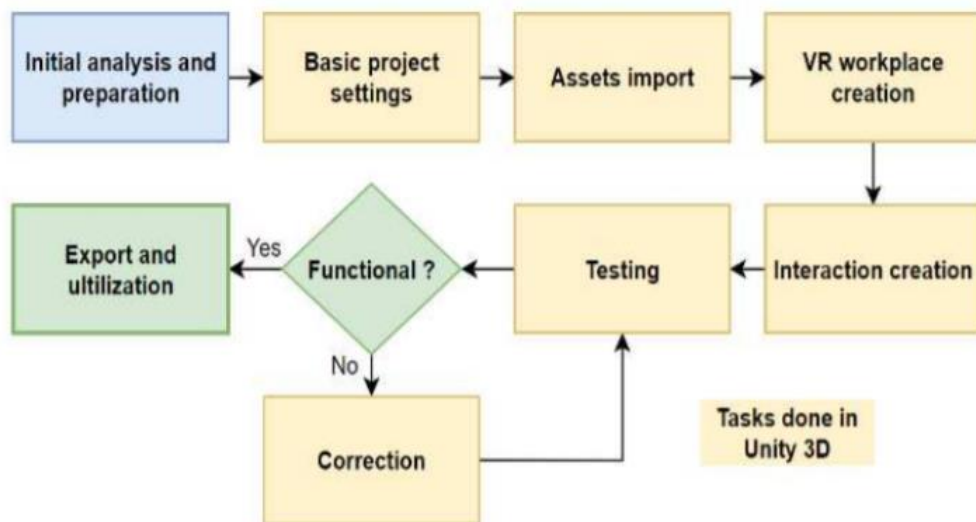 Initial analysis and
preparation
Basic project
settings
Assets import
VR workplace
creation
Interaction creation
Testing
Functional ?
Yes
Export and
ultilization
No
Correction
Tasks done in
Unity 3D